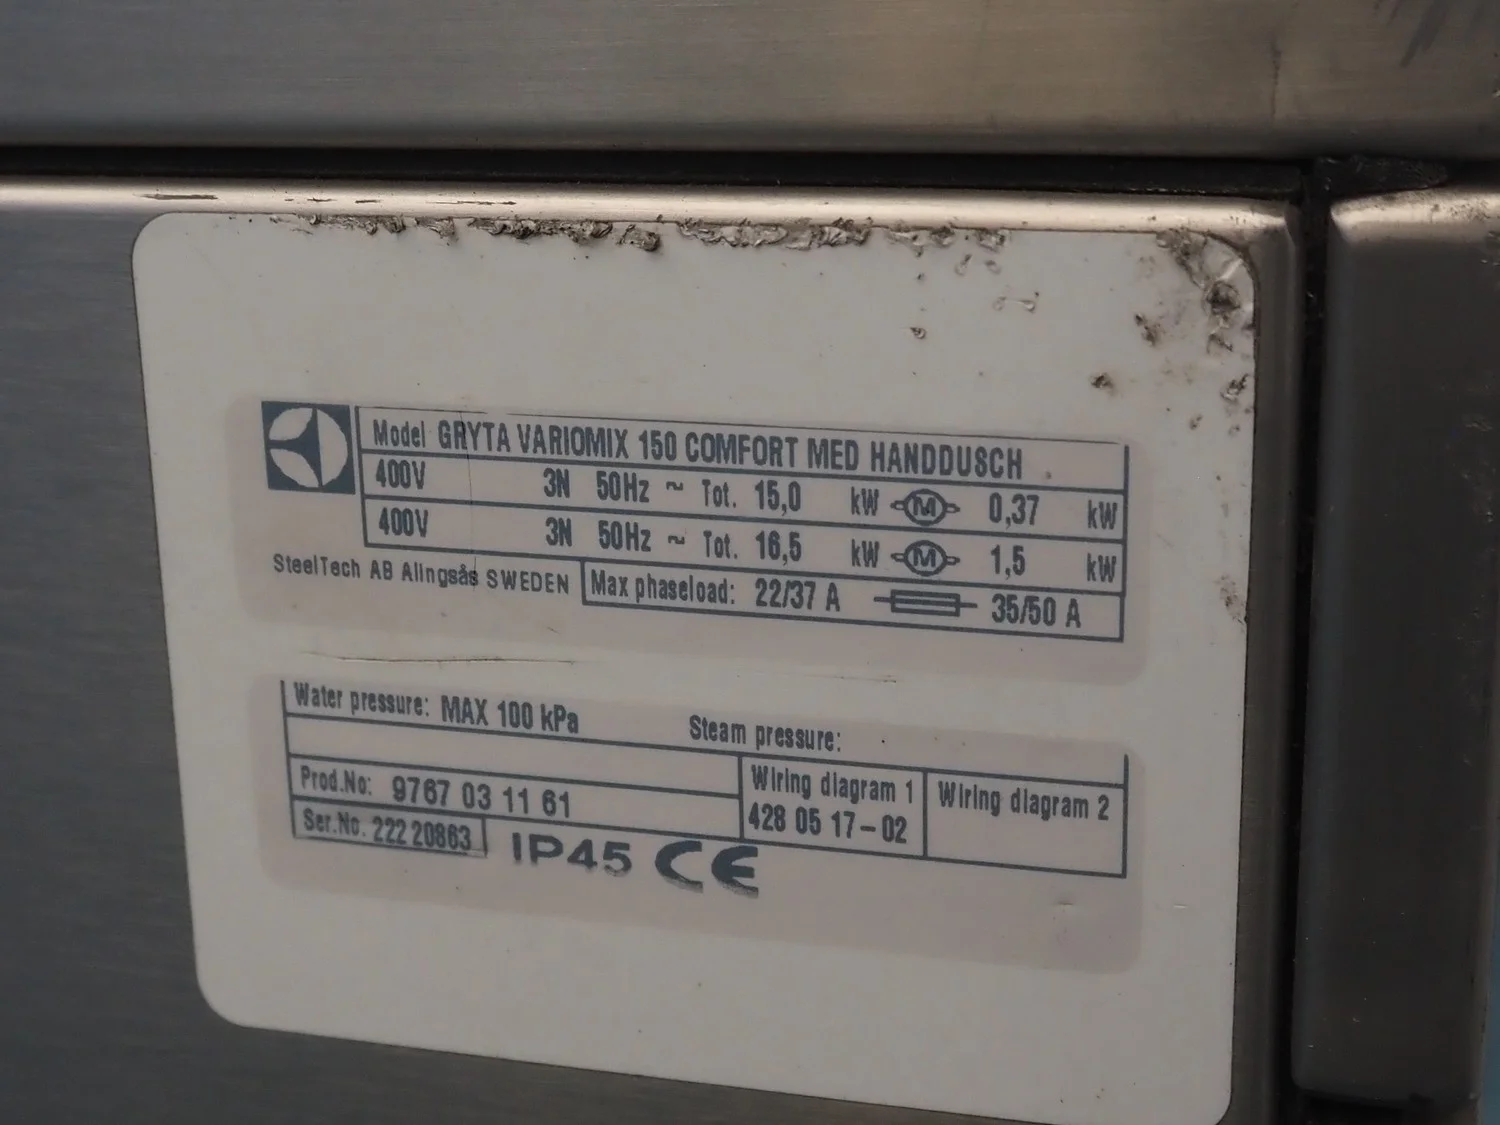 Model GRYTA VARIOMIX 150 COMFORT MED HANDDUSCH
400V 3N 50Hz ~ Tot. 15,0 kW M 0,37 kW
400V 3N 50Hz ~ Tot. 16,5 kW M 1,5 kW
SteelTech AB Alingsås SWEDEN Max phaseload: 22/37 A 35/50 A
Water pressure: MAX 100 kPa Steam pressure:
Wiring diagram 1 Wiring diagram 2
Prod.No: 9767 03 11 61 428 05 17-02
Ser.No. 222 20863 IP45 CE